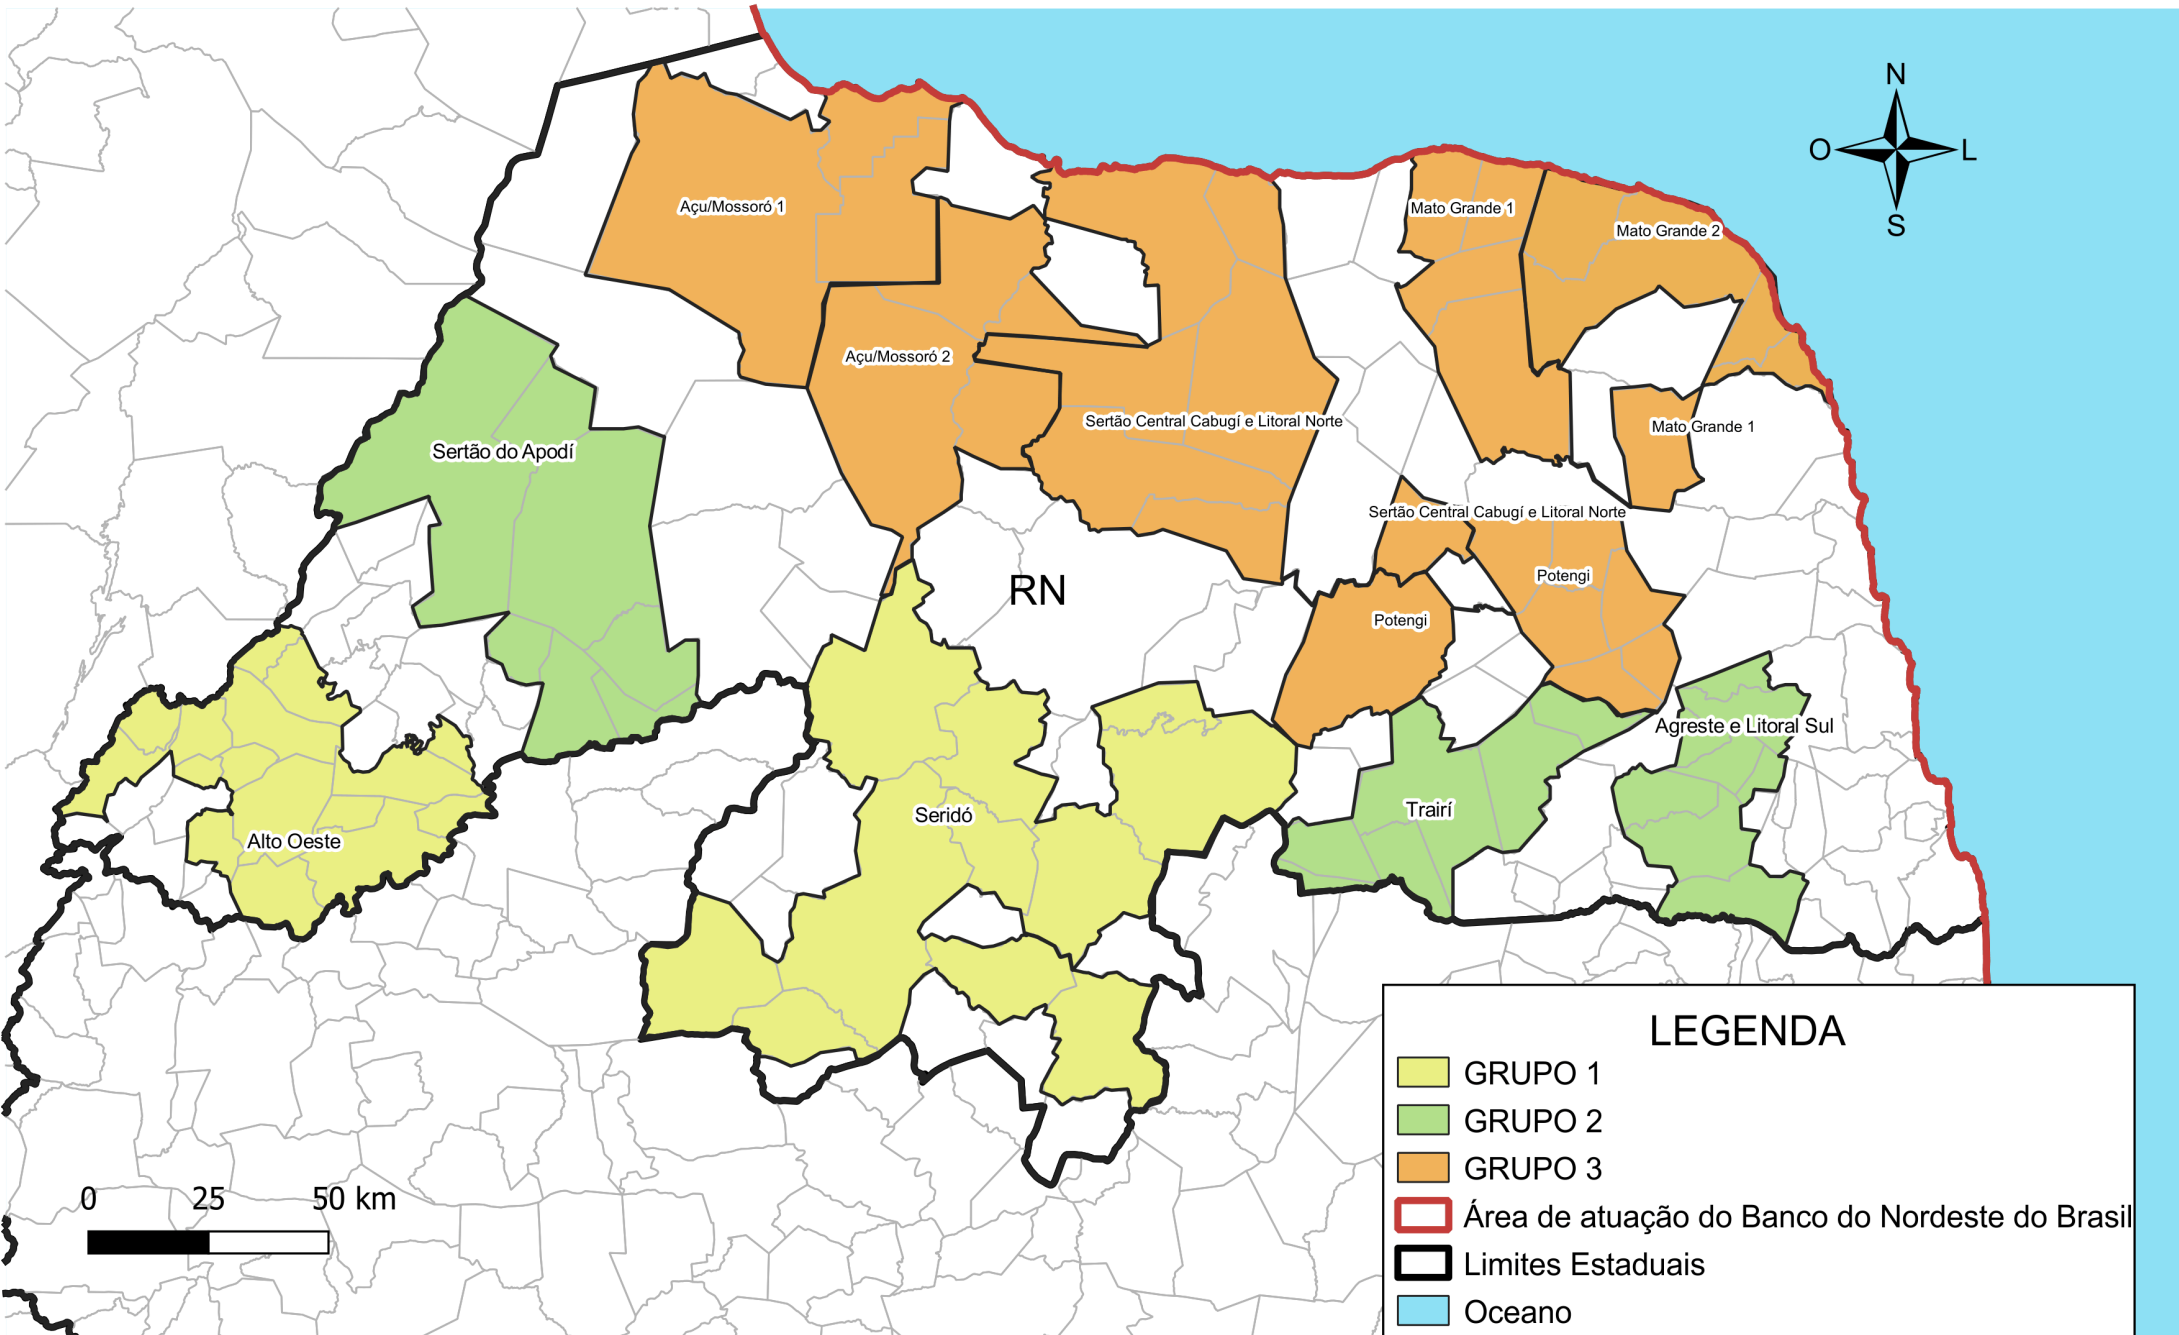 N
O
L
S
Açu/Mossoró 1
Mato Grande 1
Mato Grande 2
Açu/Mossoró 2
Sertão Central Cabugí e Litoral Norte
Mato Grande 1
Sertão do Apodí
Sertão Central Cabugí e Litoral Norte
RN
Potengi
Potengi
Agreste e Litoral Sul
Trairí
Seridó
Alto Oeste
LEGENDA
GRUPO 1
GRUPO 2
GRUPO 3
Área de atuação do Banco do Nordeste do Brasil
Limites Estaduais
Oceano
0 25 50 km